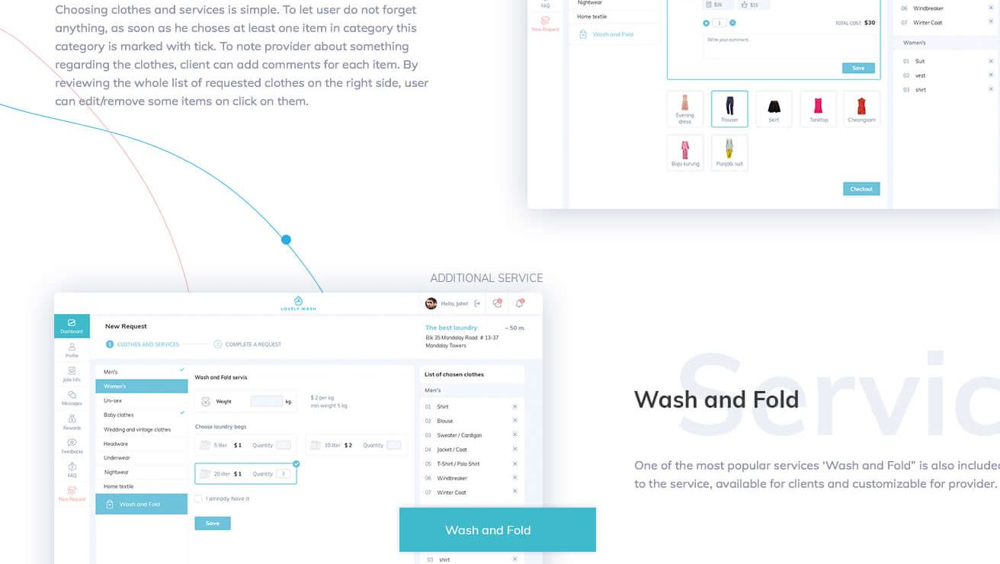 Choosing clothes and services is simple. To let user do not forget
anything, as soon as he choses at least one item in category this
category is marked with tick. To note provider about something
regarding the clothes, client can add comments for each item. By
reviewing the whole list of requested clothes on the right side, user
can edit/remove some items on click on them.
FAQ
New Request
Nightwear
Home textile
Wash and Fold
$26
$15
1
TOTAL COST: $30
Write your comment...
Save
Evening
dress
Trouser
Skirt
Tanktop
Cheongsam
Baju kurung
Punjabi suit
Checkout
06 Windbreaker
07 Winter Coat
Women's
01 Suit
02 vest
03 shirt
ADDITIONAL SERVICE
LOVELY WASH
Hello, John!
Dashboard
Profile
Jobs Info
Messages
Rewards
Feedbacks
FAQ
New Request
New Request
1 CLOTHES AND SERVICES
2 COMPLETE A REQUEST
The best laundry
~ 50 m.
Blk 35 Mandalay Road # 13-37
Mandalay Towers
Men's
Women's
Un-sex
Baby clothes
Wedding and vintage clothes
Headware
Underwear
Nightwear
Home textile
Wash and Fold
Wash and Fold servis
Weight
kg.
$ 2 per kg
min weight 5 kg
Choose laundry bags
5 liter $ 1 Quantity
10 liter $ 2 Quantity
20 liter $ 1 Quantity
I already have it
Save
List of chosen clothes
Men's
01 Shirt
02 Blouse
03 Sweater / Cardigan
04 Jacket / Coat
05 T-Shirt / Polo Shirt
06 Windbreaker
07 Winter Coat
03 shirt
Wash and Fold
Servic
Wash and Fold
One of the most popular services 'Wash and Fold" is also include
to the service, available for clients and customizable for provider.